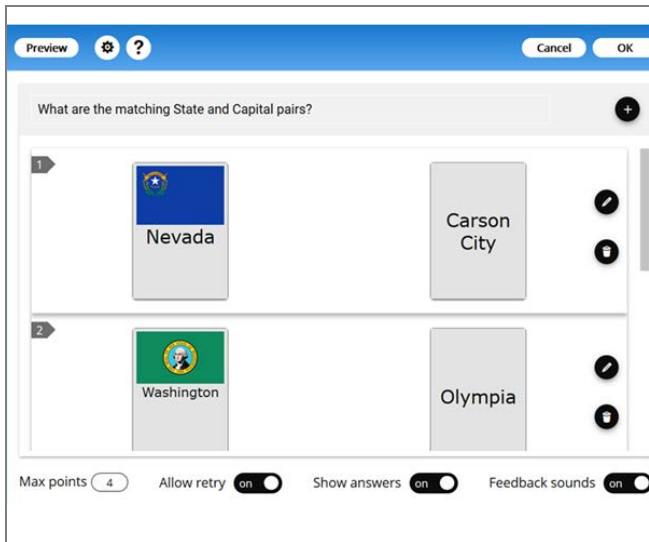 Preview ? Cancel OK
What are the matching State and Capital pairs?
1
Nevada
Carson
City
2
Washington
Olympia
Max points 4 Allow retry on Show answers on Feedback sounds on